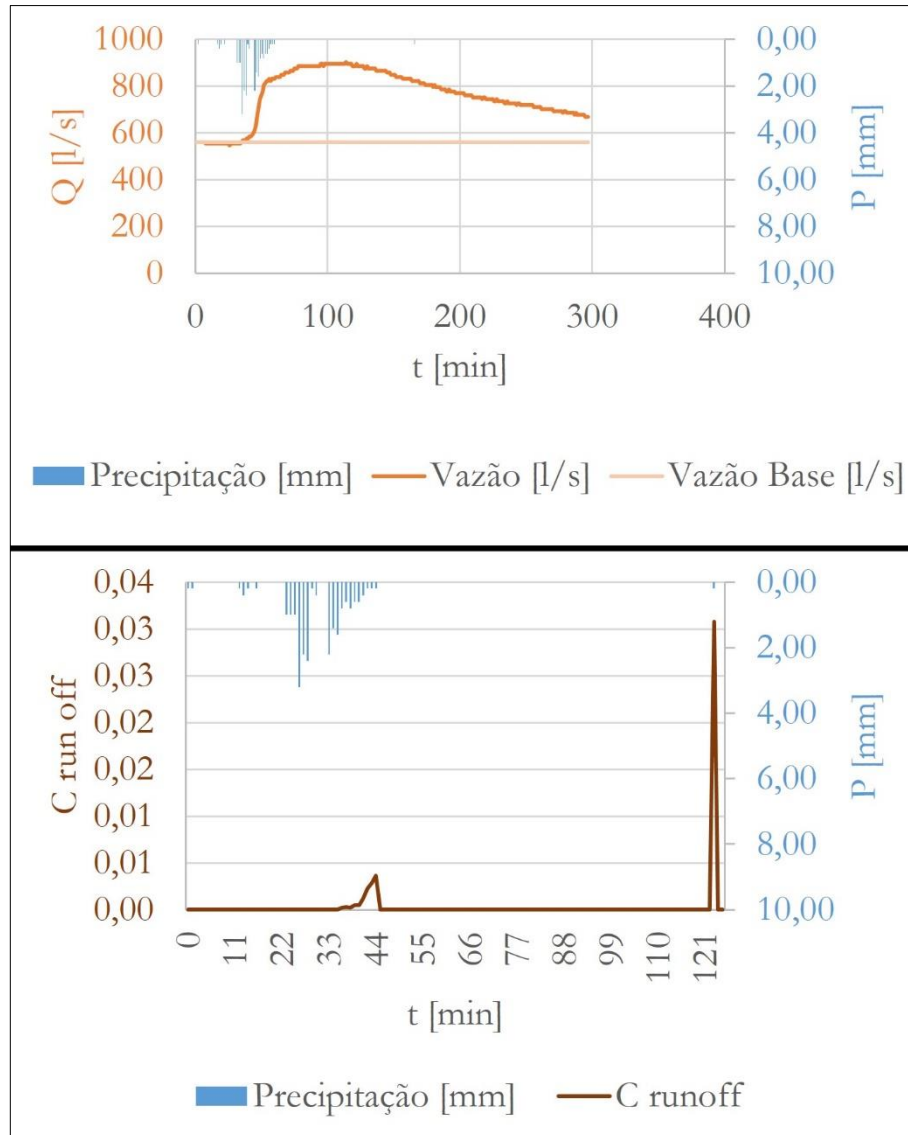 1000
800
600
400
200
0
Q [l/s]
0,00
2,00
4,00
6,00
8,00
10,00
P [mm]
0 100 200 300 400
t [min]
Precipitação [mm] Vazão [l/s] Vazão Base [l/s]
0,04
0,03
0,03
0,02
0,02
0,01
0,01
0,00
C run off
0,00
2,00
4,00
6,00
8,00
10,00
P [mm]
0 11 22 33 44 55 66 77 88 99 110 121
t [min]
Precipitação [mm] C runoff